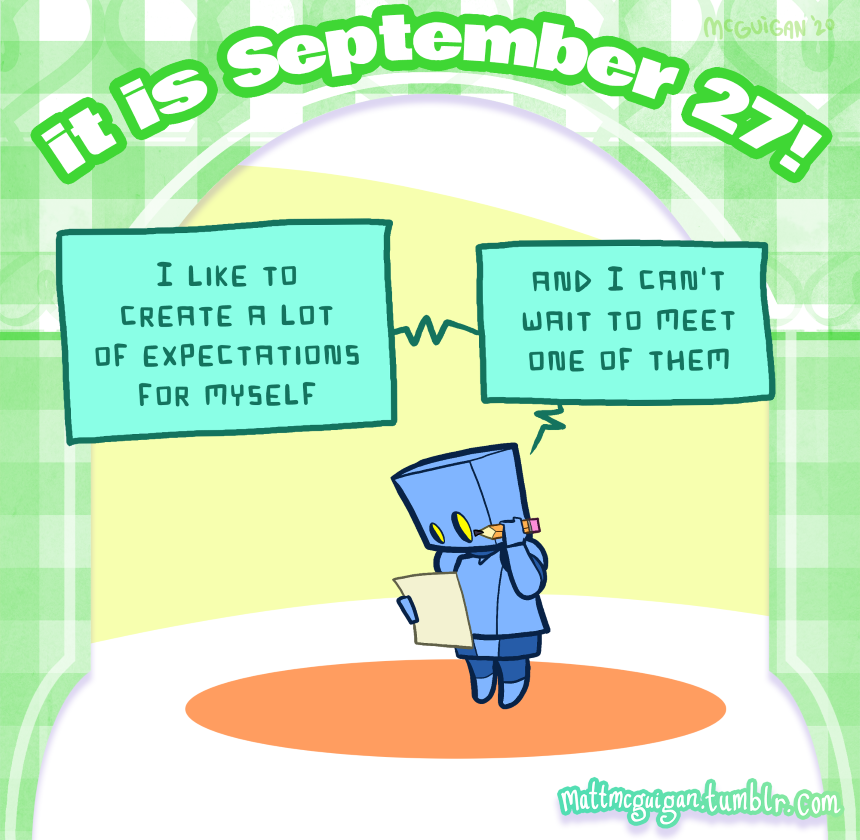 McGUiGAN '20
it is September 27!
I LIKE TO
CREATE A LOT
OF EXPECTATIONS
FOR MYSELF
AND I CAN'T
WAIT TO MEET
ONE OF THEM
mattmcguigan.tumblr.com